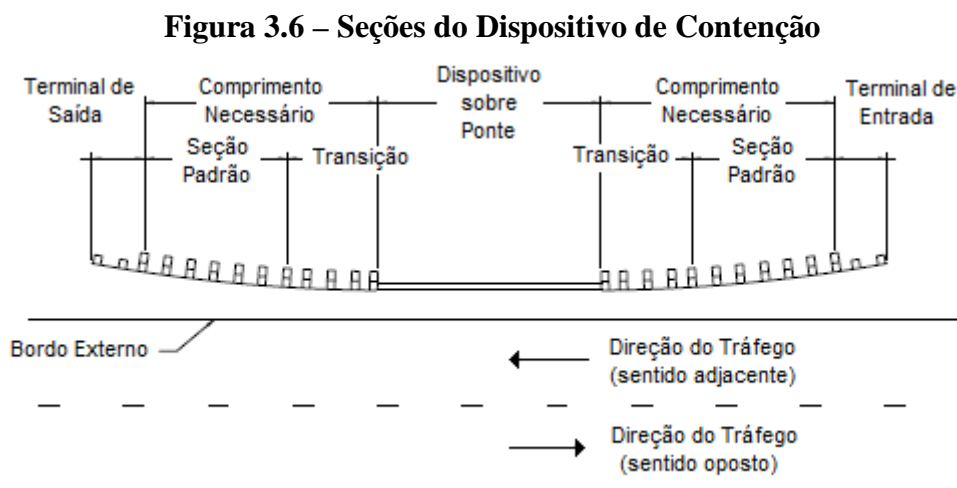 Figura 3.6 – Seções do Dispositivo de Contenção
Terminal de
Saída
Comprimento
Necessário
Dispositivo
sobre
Ponte
Comprimento
Necessário
Terminal de
Entrada
Seção
Padrão
Transição
Transição
Seção
Padrão
Bordo Externo
Direção do Tráfego
(sentido adjacente)
Direção do Tráfego
(sentido oposto)